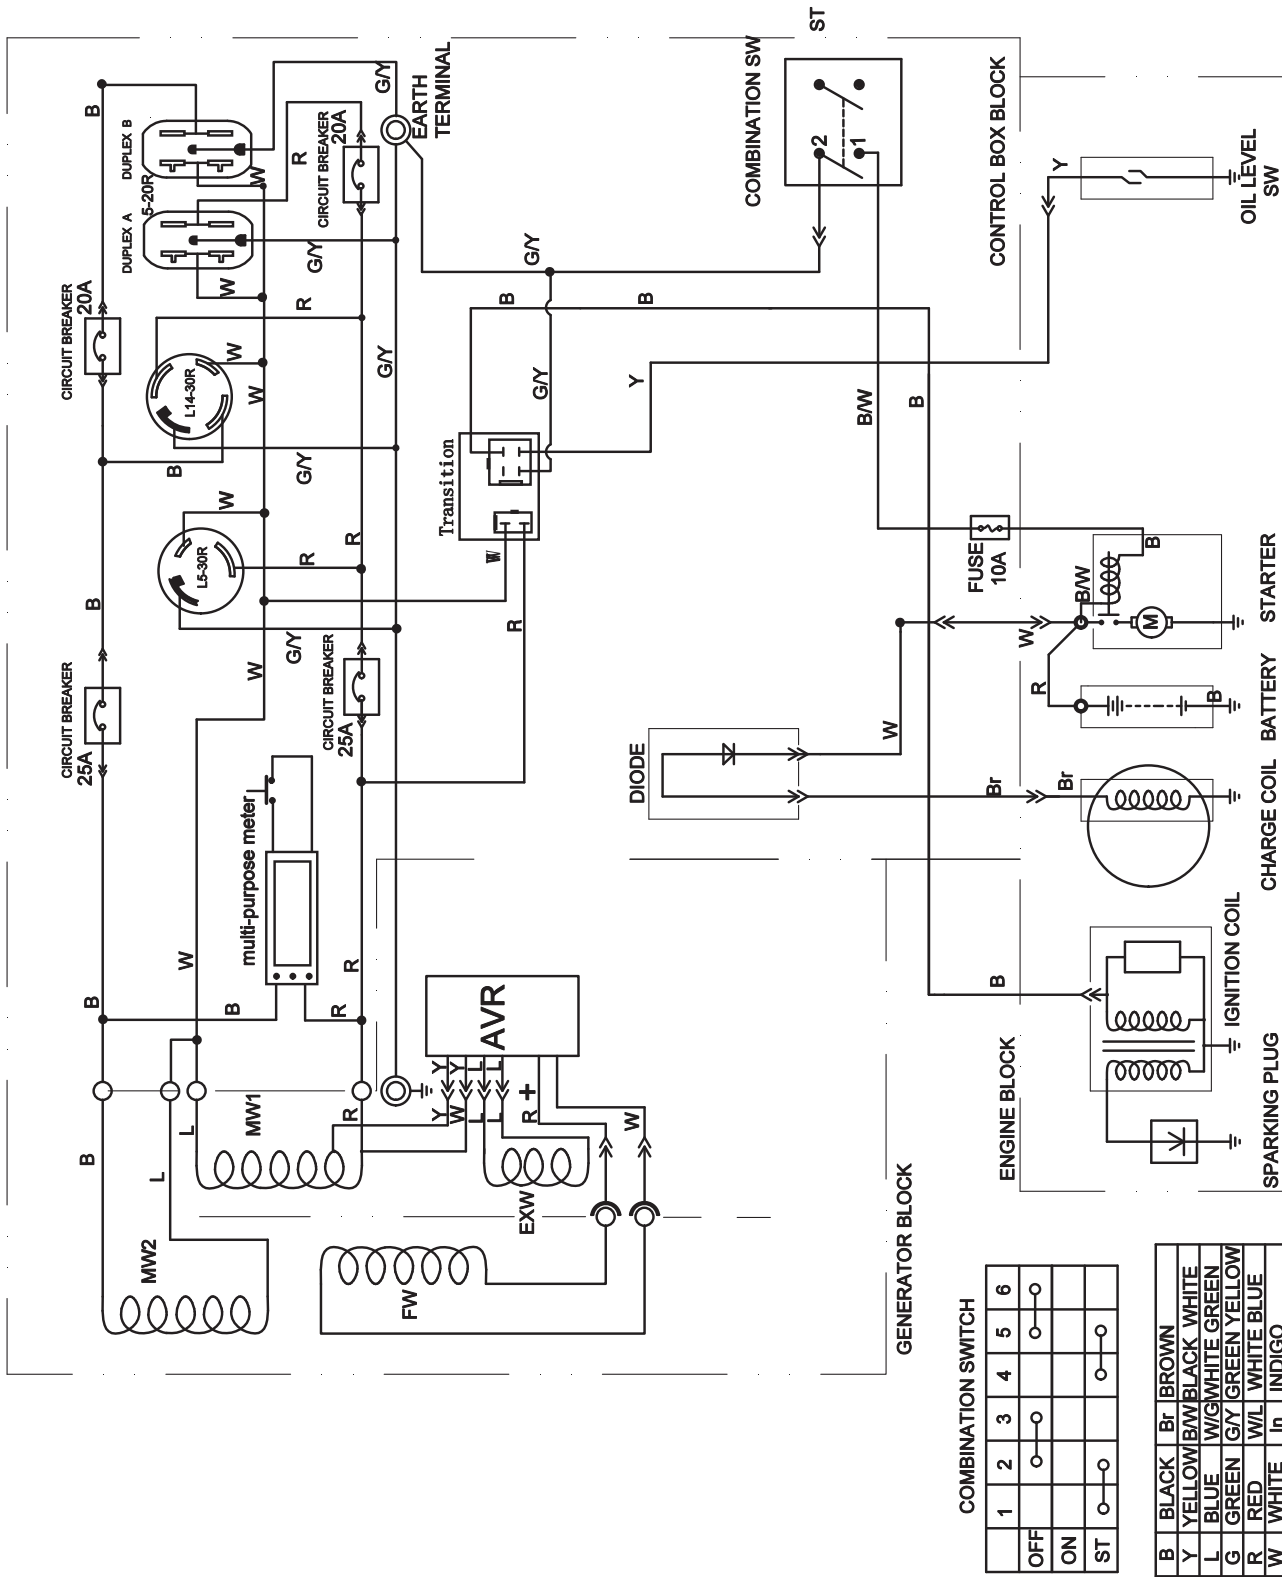 ST
COMBINATION SW
2
1
CONTROL BOX BLOCK
OIL LEVEL
SW
Y
B
DUPLEX B
DUPLEX A
5-20R
W
W
R
G/Y
G/Y
EARTH
TERMINAL
CIRCUIT BREAKER
20A
CIRCUIT BREAKER
20A
L14-30R
W
R
W
B
G/Y
G/Y
G/Y
B
B
G/Y
Y
B/W
B
L5-30R
W
R
R
G/Y
B
W
Transition
W
R
CIRCUIT BREAKER
25A
CIRCUIT BREAKER
25A
FUSE
10A
B
B/W
M
STARTER
W
R
B
BATTERY
W
DIODE
Br
Br
CHARGE COIL
multi-purpose meter
W
B
B
R
R
AVR
Y
Y
L
L
Y
W
L
L
R
+
W
B
IGNITION COIL
ENGINE BLOCK
SPARKING PLUG
B
L
L
MW1
R
MW2
EXW
FW
GENERATOR BLOCK
COMBINATION SWITCH
1 2 3 4 5 6
OFF
ON
ST
B BLACK Br BROWN
Y YELLOW B/W BLACK WHITE
L BLUE W/G WHITE GREEN
G GREEN G/Y GREEN YELLOW
R RED W/L WHITE BLUE
W WHITE In INDIGO